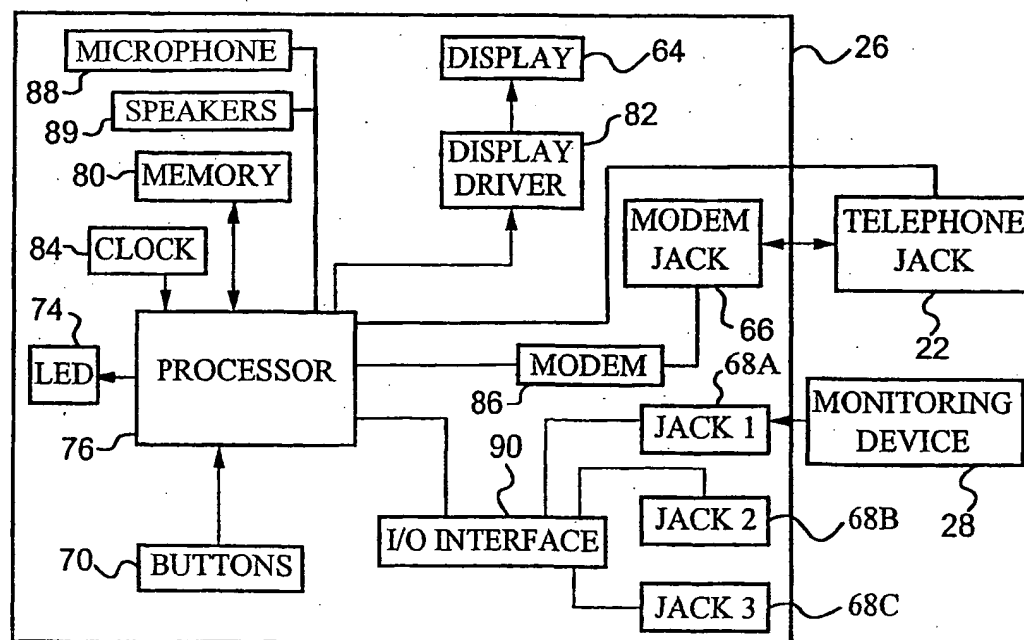 MICROPHONE
88
SPEAKERS
89
80
MEMORY
84
CLOCK
74
LED
PROCESSOR
76
70
BUTTONS
DISPLAY
64
82
DISPLAY
DRIVER
26
MODEM
JACK
66
TELEPHONE
JACK
22
MODEM
86
68A
JACK 1
MONITORING
DEVICE
28
90
I/O INTERFACE
JACK 2
68B
JACK 3
68C